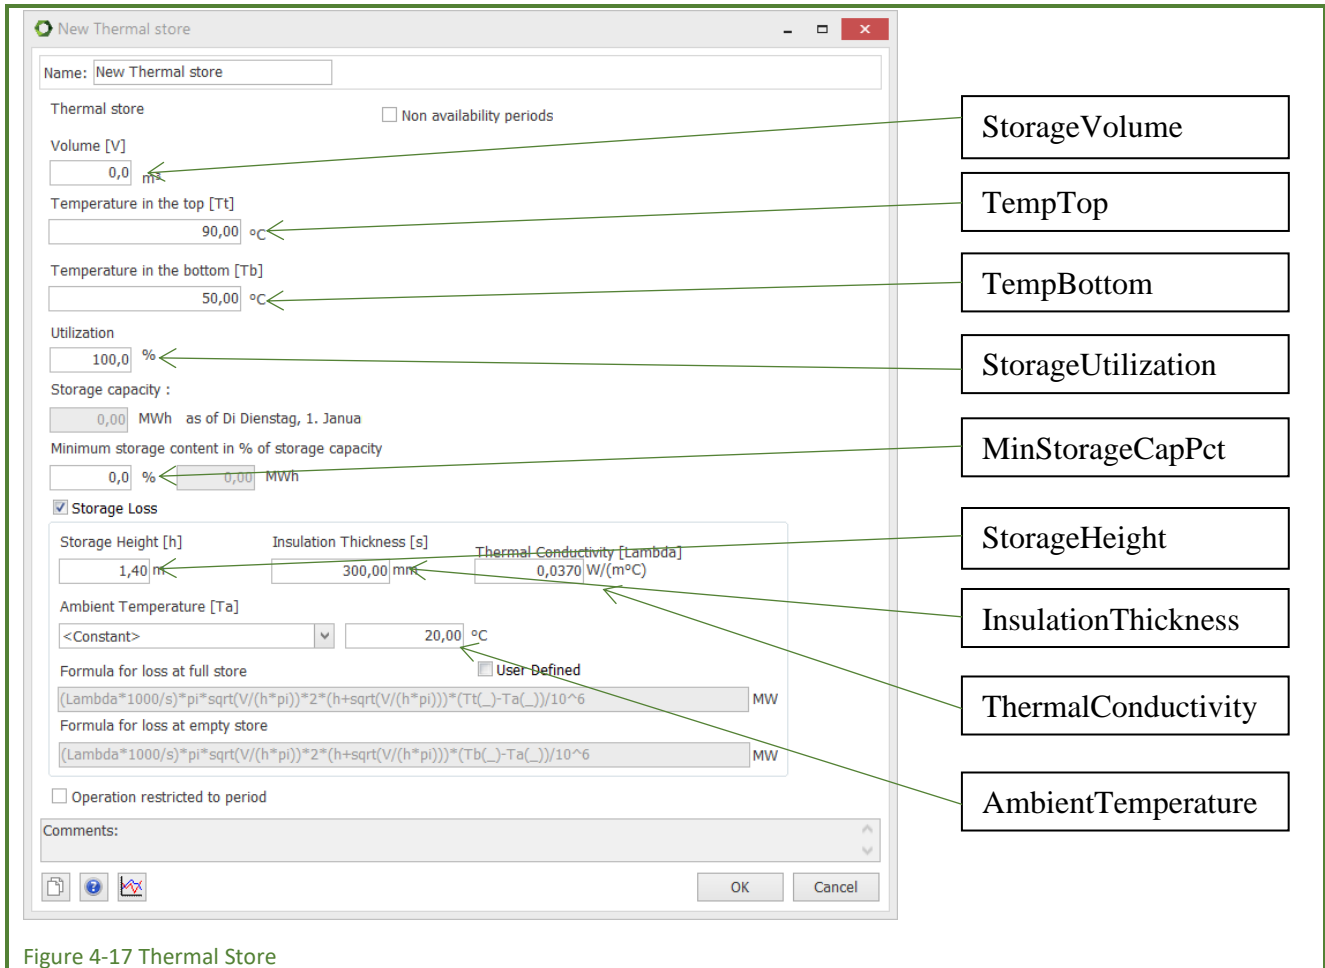 New Thermal store
Name: New Thermal store
Thermal store
Non availability periods
Volume [V]
0,0 m³
Temperature in the top [Tt]
90,00 ºC
Temperature in the bottom [Tb]
50,00 ºC
Utilization
100,0 %
Storage capacity :
0,00 MWh as of Di Dienstag, 1. Janua
Minimum storage content in % of storage capacity
0,0 % 0,00 MWh
Storage Loss
Storage Height [h] Insulation Thickness [s] Thermal Conductivity [Lambda]
1,40 m 300,00 mm 0,0370 W/(mºC)
Ambient Temperature [Ta]
<Constant> 20,00 ºC
Formula for loss at full store User Defined
(Lambda*1000/s)*pi*sqrt(V/(h*pi))*2*(h+sqrt(V/(h*pi)))*(Tt(_)-Ta(_))/10^6 MW
Formula for loss at empty store
(Lambda*1000/s)*pi*sqrt(V/(h*pi))*2*(h+sqrt(V/(h*pi)))*(Tb(_)-Ta(_))/10^6 MW
Operation restricted to period
Comments:
OK Cancel
StorageVolume
TempTop
TempBottom
StorageUtilization
MinStorageCapPct
StorageHeight
InsulationThickness
ThermalConductivity
AmbientTemperature
Figure 4-17 Thermal Store